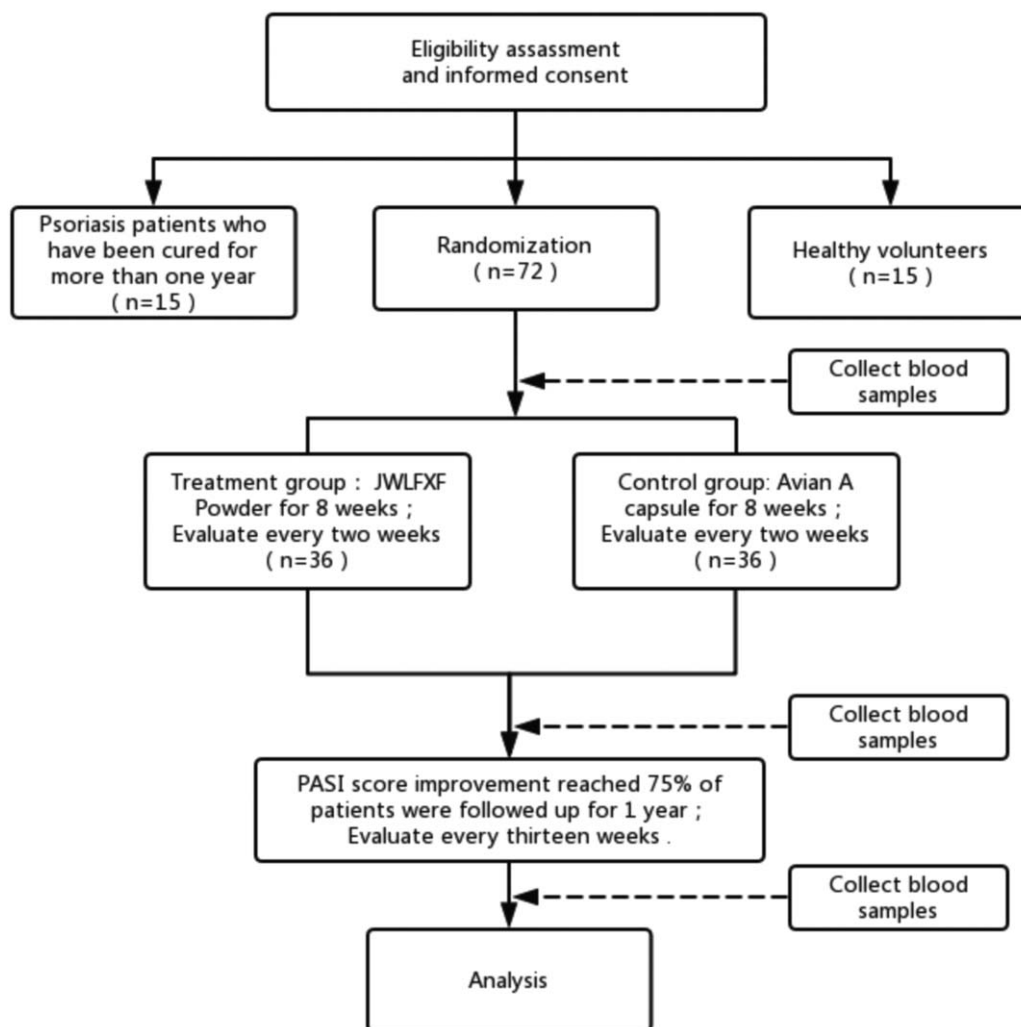 Eligibility assassment
and informed consent
Psoriasis patients who
have been cured for
more than one year
( n=15 )
Randomization
( n=72 )
Healthy volunteers
( n=15 )
Collect blood
samples
Treatment group : JWLFXF
Powder for 8 weeks ;
Evaluate every two weeks
( n=36 )
Control group: Avian A
capsule for 8 weeks ;
Evaluate every two weeks
( n=36 )
Collect blood
samples
PASI score improvement reached 75% of
patients were followed up for 1 year ;
Evaluate every thirteen weeks .
Collect blood
samples
Analysis